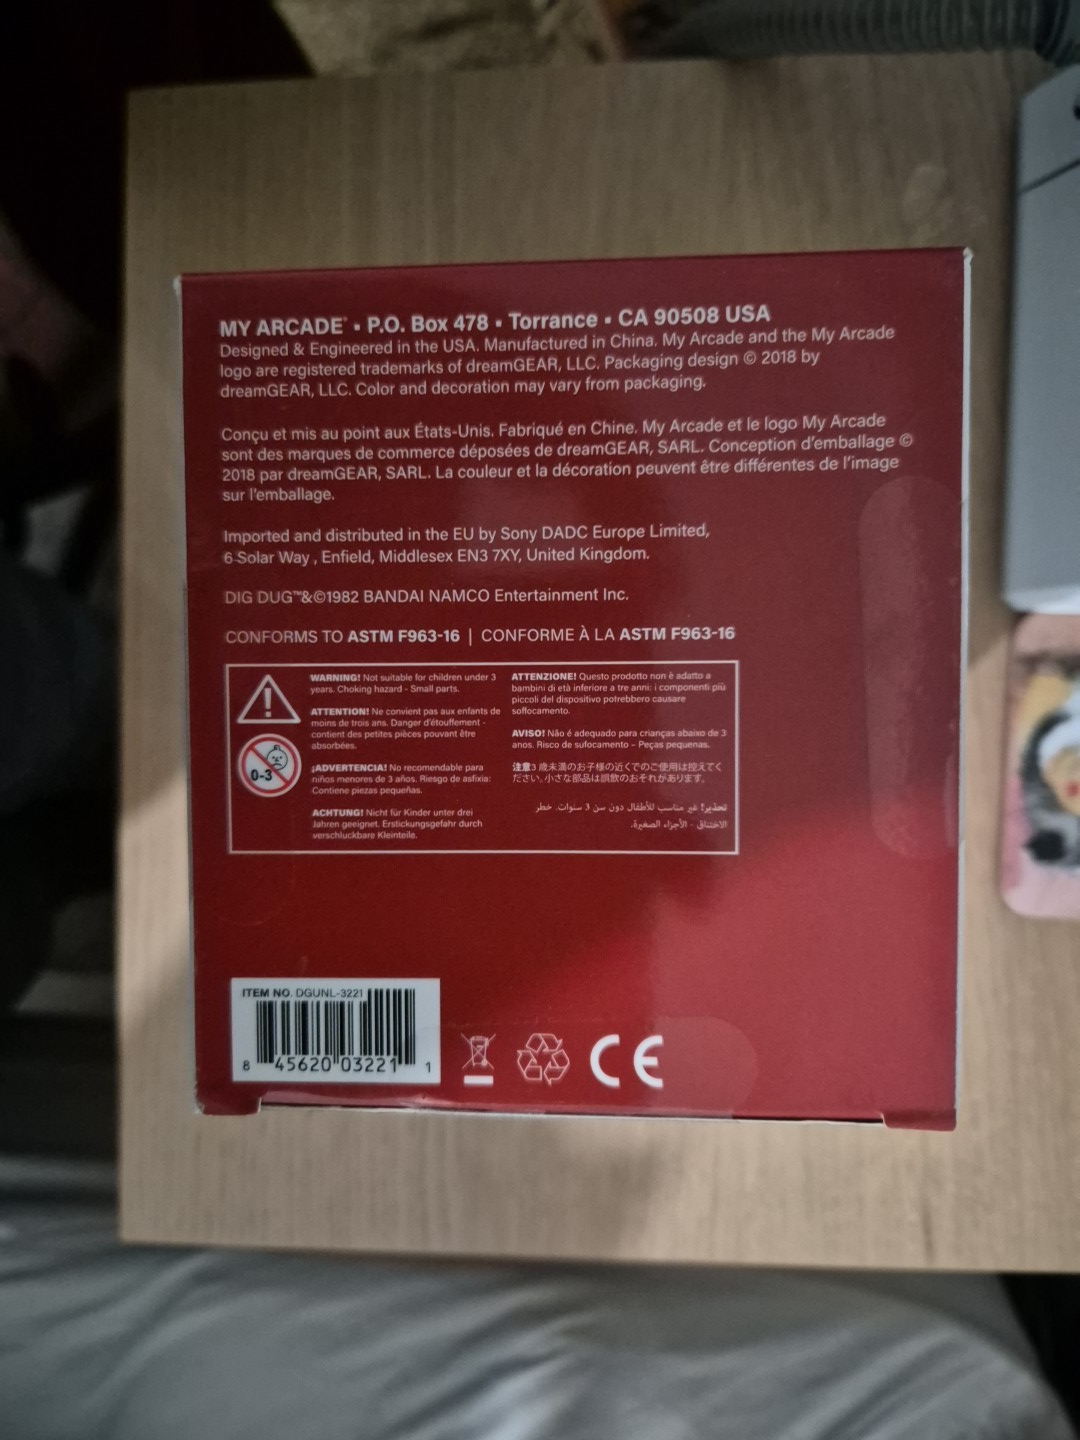 MY ARCADE® • P.O. Box 478 • Torrance • CA 90508 USA
Designed & Engineered in the USA. Manufactured in China. My Arcade and the My Arcade
logo are registered trademarks of dreamGEAR, LLC. Packaging design © 2018 by
dreamGEAR, LLC. Color and decoration may vary from packaging.
Conçu et mis au point aux États-Unis. Fabriqué en Chine. My Arcade et le logo My Arcade
sont des marques de commerce déposées de dreamGEAR, SARL. Conception d'emballage ©
2018 par dreamGEAR, SARL. La couleur et la décoration peuvent être différentes de l'image
sur l'emballage.
Imported and distributed in the EU by Sony DADC Europe Limited,
6 Solar Way , Enfield, Middlesex EN3 7XY, United Kingdom.
DIG DUG™&©1982 BANDAI NAMCO Entertainment Inc.
CONFORMS TO ASTM F963-16 | CONFORME À LA ASTM F963-16
0-3
WARNING! Not suitable for children under 3
years. Choking hazard - Small parts.
ATTENTION! Ne convient pas aux enfants de
moins de trois ans. Danger d'étouffement -
contient des petites pièces pouvant être
absorbées.
¡ADVERTENCIA! No recomendable para
niños menores de 3 años. Riesgo de asfixia:
Contiene piezas pequeñas.
ACHTUNG! Nicht für Kinder unter drei
Jahren geeignet. Erstickungsgefahr durch
verschluckbare Kleinteile.
ATTENZIONE! Questo prodotto non è adatto a
bambini di età inferiore a tre anni: i componenti più
piccoli del dispositivo potrebbero causare
soffocamento.
AVISO! Não é adequado para crianças abaixo de 3
anos. Risco de sufocamento - Peças pequenas.
注意3 歳未満のお子様の近くでのご使用は控えてく
ださい。小さな部品は誤飲のおそれがあります。
تحذير! غير مناسب للأطفال دون سن 3 سنوات. خطر
الاختناق - الأجزاء الصغيرة.
ITEM NO. DGUNL-3221
8 45620 03221 1
CE